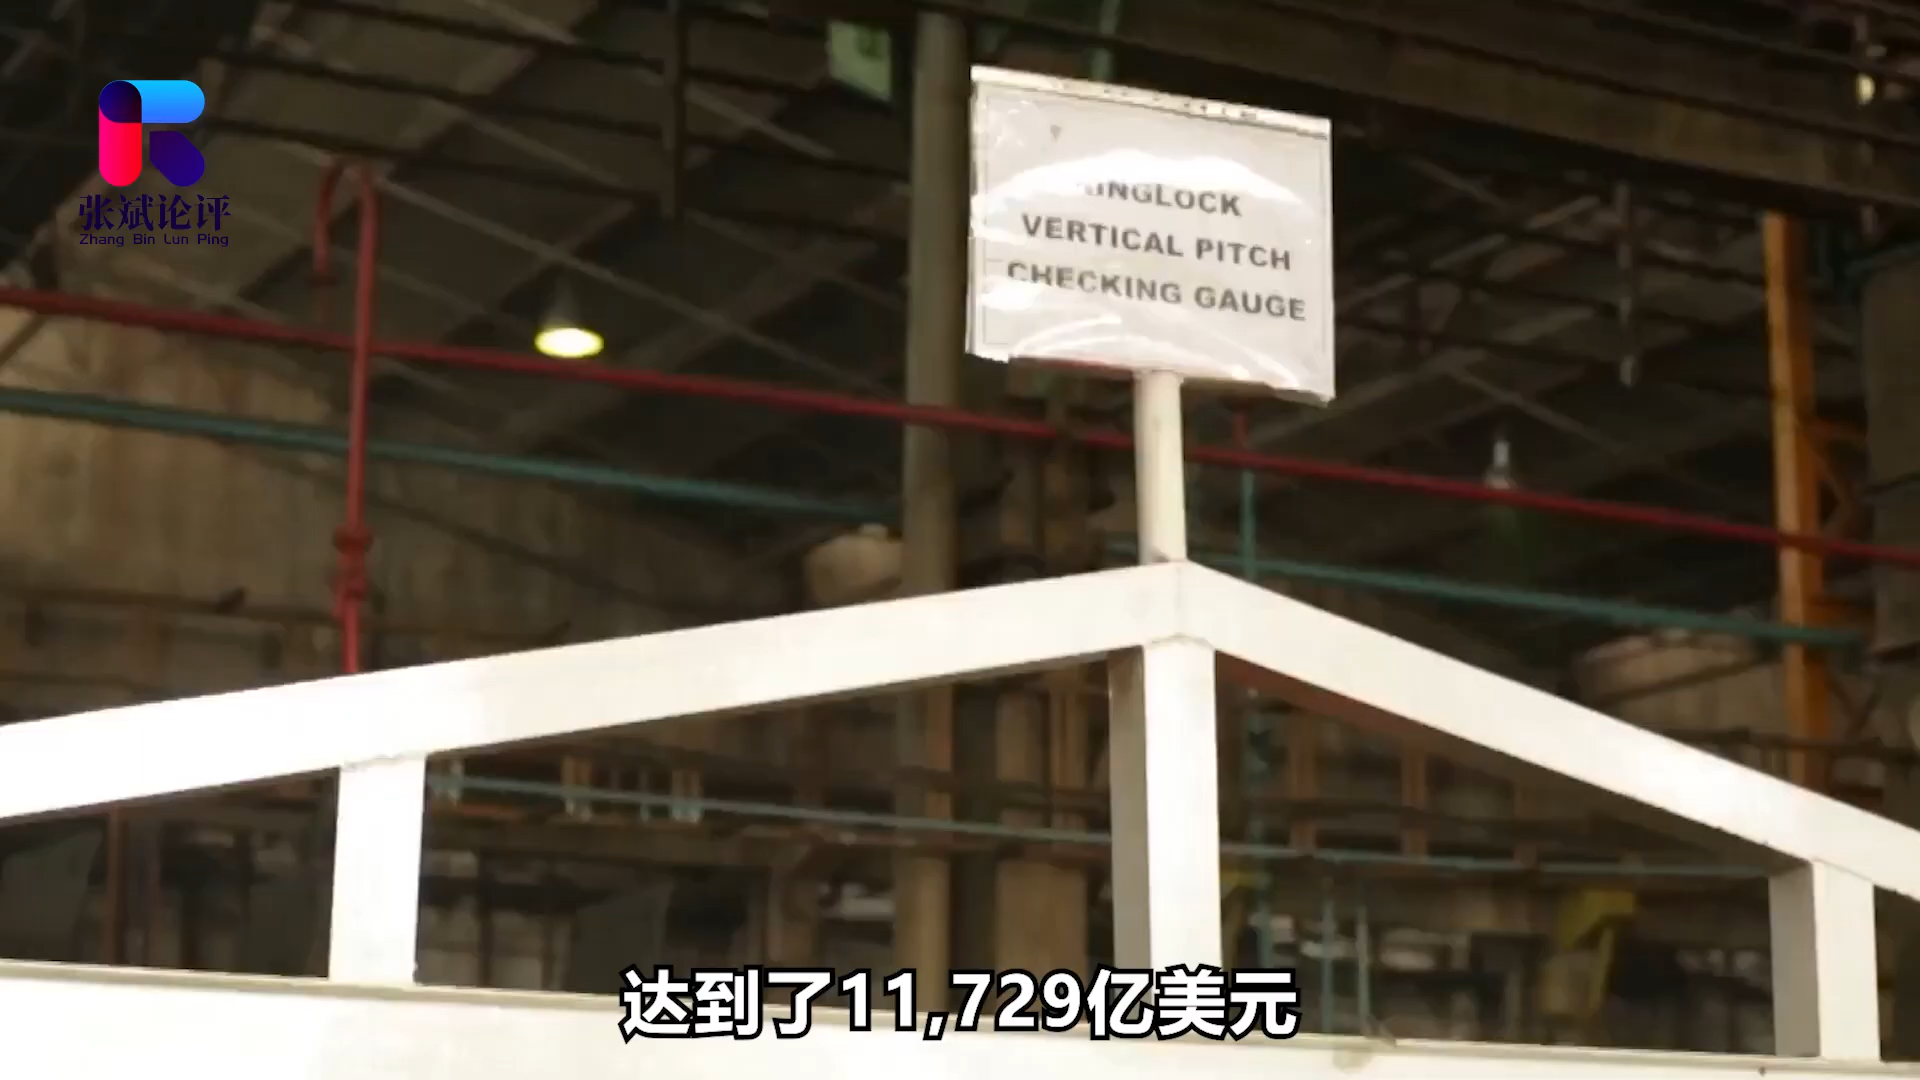 张斌论评
Zhang Bin Lun Ping
VERTICAL PITCH
CHECKING GAUGE
达到了11,729亿美元